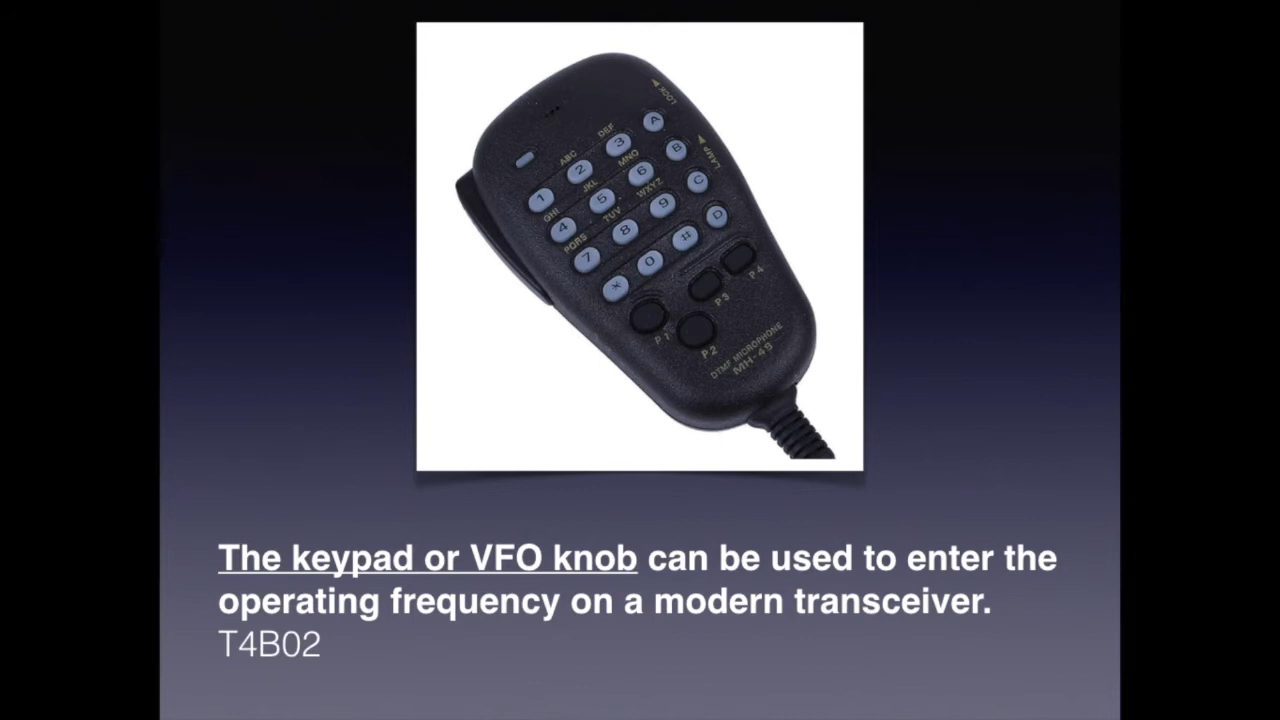 LOCK
A
DEF
3
LAMP
B
ABC
2
MNO
6
C
1
JKL
5
WXYZ
9
D
GHI
4
TUV
8
#
PQRS
7
0
*
P1
P2
P3
P4
DTMF MICROPHONE
MH-48
The keypad or VFO knob can be used to enter the
operating frequency on a modern transceiver.
T4B02